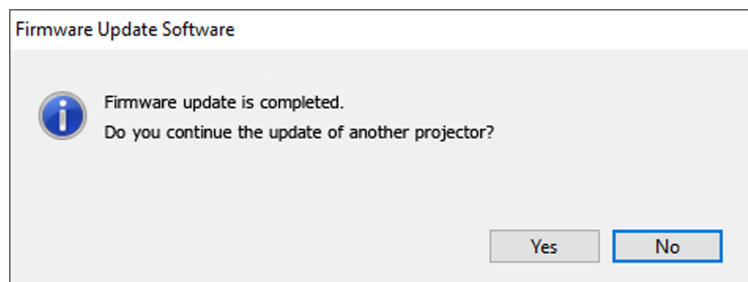 Firmware Update Software
Firmware update is completed.
Do you continue the update of another projector?
Yes
No